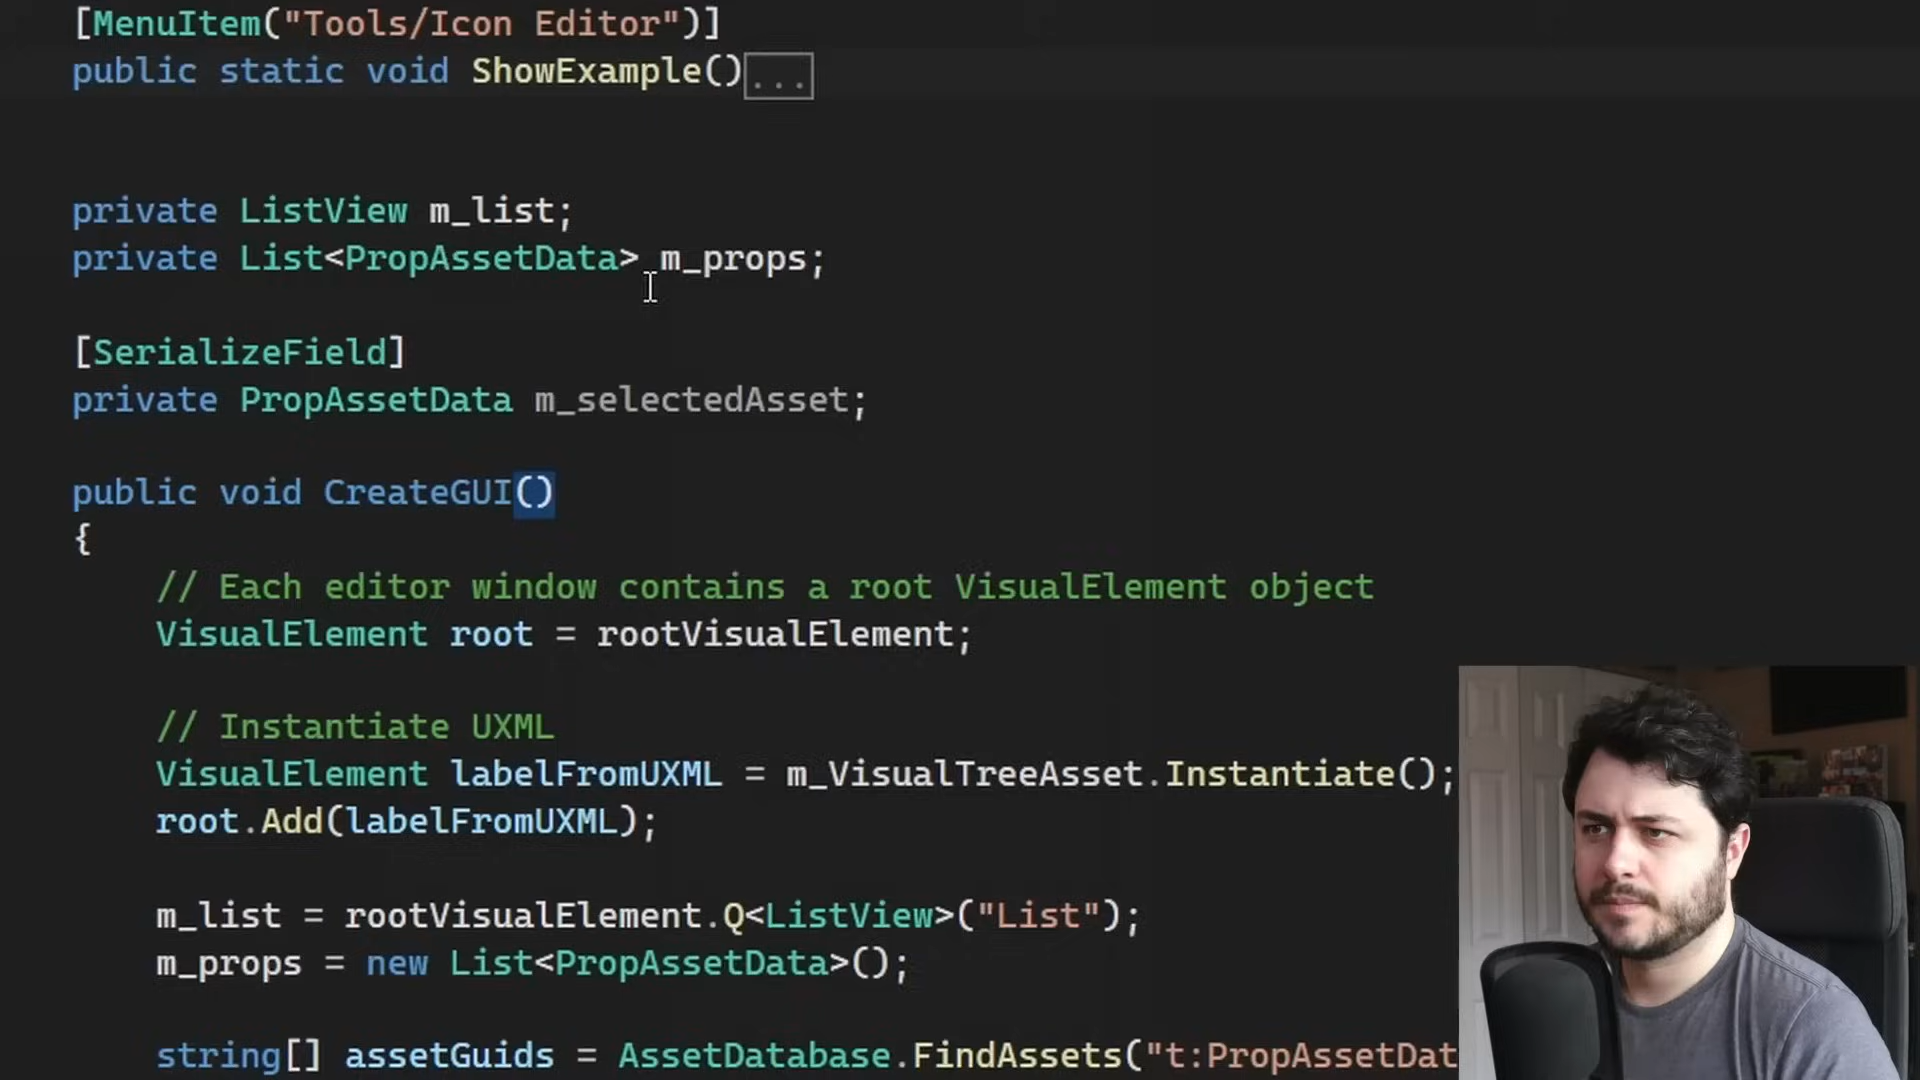 [MenuItem("Tools/Icon Editor")]
public static void ShowExample()...
private ListView m_list;
private List<PropAssetData> m_props;
[SerializeField]
private PropAssetData m_selectedAsset;
public void CreateGUI()
{
// Each editor window contains a root VisualElement object
VisualElement root = rootVisualElement;
// Instantiate UXML
VisualElement labelFromUXML = m_VisualTreeAsset.Instantiate();
root.Add(labelFromUXML);
m_list = rootVisualElement.Q<ListView>("List");
m_props = new List<PropAssetData>();
string[] assetGuids = AssetDatabase.FindAssets("t:PropAssetDat